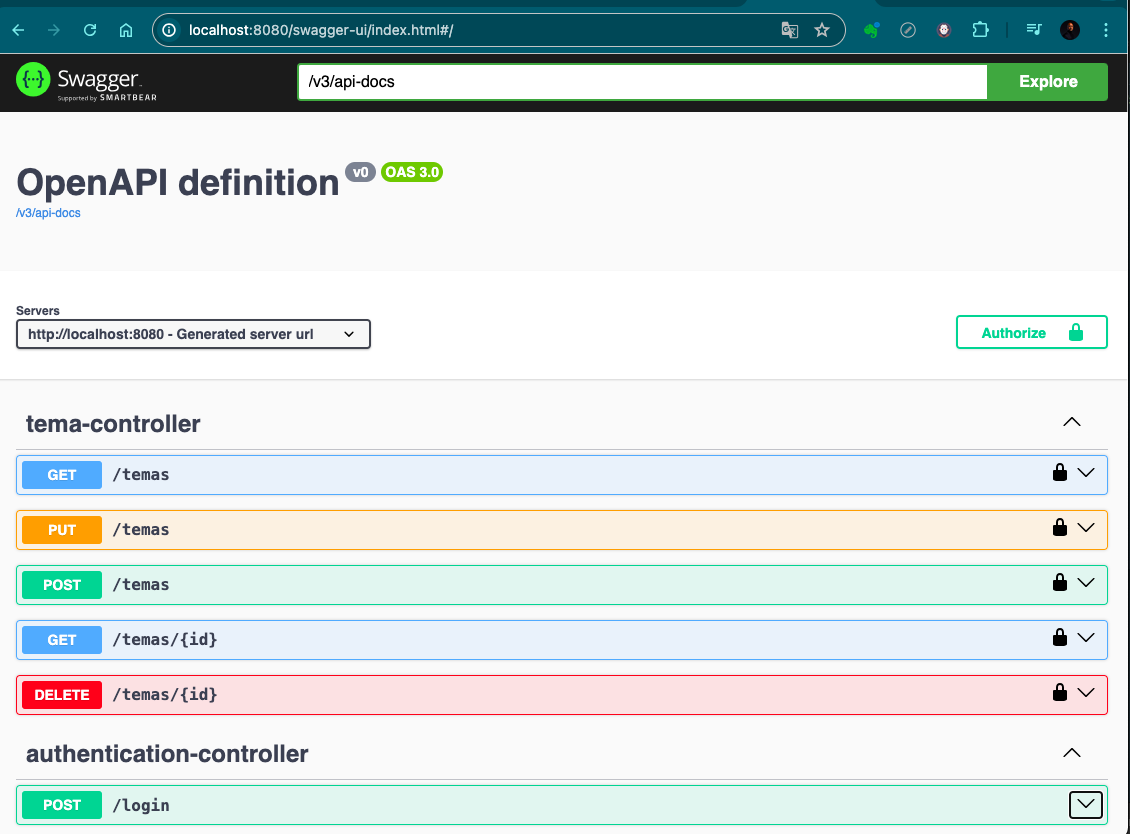 localhost:8080/swagger-ui/index.html#/
Swagger
Supported by SMARTBEAR
/v3/api-docs
Explore
OpenAPI definition v0 OAS 3.0
/v3/api-docs
Servers
http://localhost:8080 - Generated server url
Authorize
tema-controller
GET /temas
PUT /temas
POST /temas
GET /temas/{id}
DELETE /temas/{id}
authentication-controller
POST /login